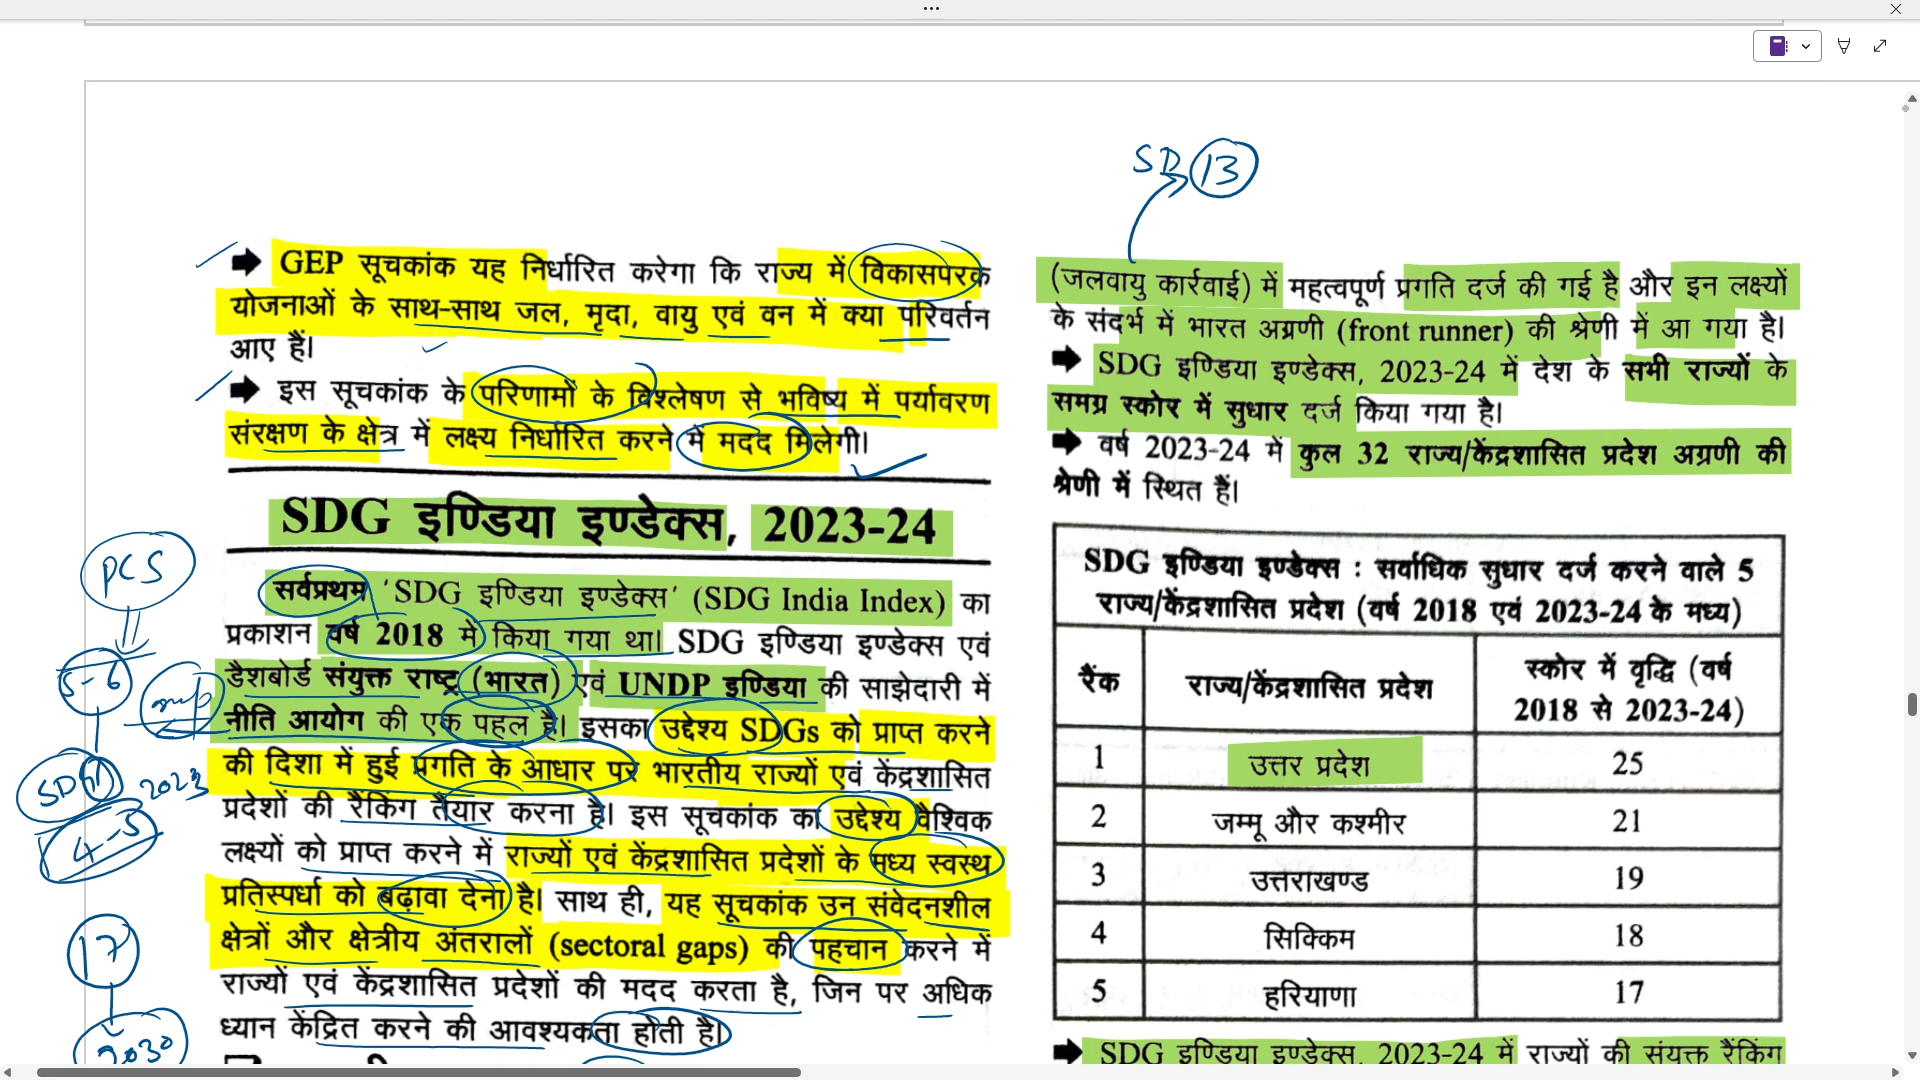 SD 13
GEP सूचकांक यह निर्धारित करेगा कि राज्य में विकासपरक
योजनाओं के साथ-साथ जल, मृदा, वायु एवं वन में क्या परिवर्तन
आए हैं।
इस सूचकांक के परिणामों के विश्लेषण से भविष्य में पर्यावरण
संरक्षण के क्षेत्र में लक्ष्य निर्धारित करने में मदद मिलेगी।
SDG इण्डिया इण्डेक्स, 2023-24
सर्वप्रथम 'SDG इण्डिया इण्डेक्स' (SDG India Index) का
प्रकाशन वर्ष 2018 में किया गया था। SDG इण्डिया इण्डेक्स एवं
डैशबोर्ड संयुक्त राष्ट्र (भारत) एवं UNDP इण्डिया की साझेदारी में
नीति आयोग की एक पहल है। इसका उद्देश्य SDGs को प्राप्त करने
की दिशा में हुई प्रगति के आधार पर भारतीय राज्यों एवं केंद्रशासित
प्रदेशों की रैंकिंग तैयार करना है। इस सूचकांक का उद्देश्य वैश्विक
लक्ष्यों को प्राप्त करने में राज्यों एवं केंद्रशासित प्रदेशों के मध्य स्वस्थ
प्रतिस्पर्धा को बढ़ावा देना है। साथ ही, यह सूचकांक उन संवेदनशील
क्षेत्रों और क्षेत्रीय अंतरालों (sectoral gaps) की पहचान करने में
राज्यों एवं केंद्रशासित प्रदेशों की मदद करता है, जिन पर अधिक
ध्यान केंद्रित करने की आवश्यकता होती है।
PCS
5-6
2023
4-5
17
2030
(जलवायु कार्रवाई) में महत्वपूर्ण प्रगति दर्ज की गई है और इन लक्ष्यों
के संदर्भ में भारत अग्रणी (front runner) की श्रेणी में आ गया है।
SDG इण्डिया इण्डेक्स, 2023-24 में देश के सभी राज्यों के
समग्र स्कोर में सुधार दर्ज किया गया है।
वर्ष 2023-24 में कुल 32 राज्य/केंद्रशासित प्रदेश अग्रणी की
श्रेणी में स्थित हैं।
SDG इण्डिया इण्डेक्स : सर्वाधिक सुधार दर्ज करने वाले 5
राज्य/केंद्रशासित प्रदेश (वर्ष 2018 एवं 2023-24 के मध्य)
रैंक राज्य/केंद्रशासित प्रदेश स्कोर में वृद्धि (वर्ष
2018 से 2023-24)
1 उत्तर प्रदेश 25
2 जम्मू और कश्मीर 21
3 उत्तराखण्ड 19
4 सिक्किम 18
5 हरियाणा 17
SDG इण्डिया इण्डेक्स, 2023-24 में राज्यों की संयुक्त रैंकिंग